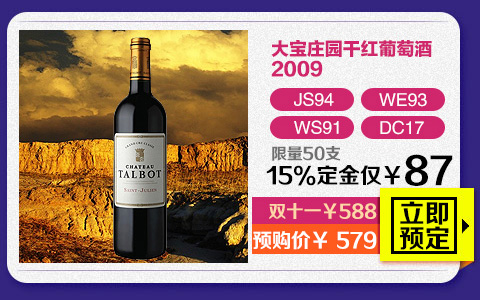 大宝庄园干红葡萄酒
2009
JS94 WE93
WS91 DC17
限量50支
15%定金仅¥87
双十一¥588
预购价¥ 579
立即
预定
CHATEAU
TALBOT
SAINT-JULIEN